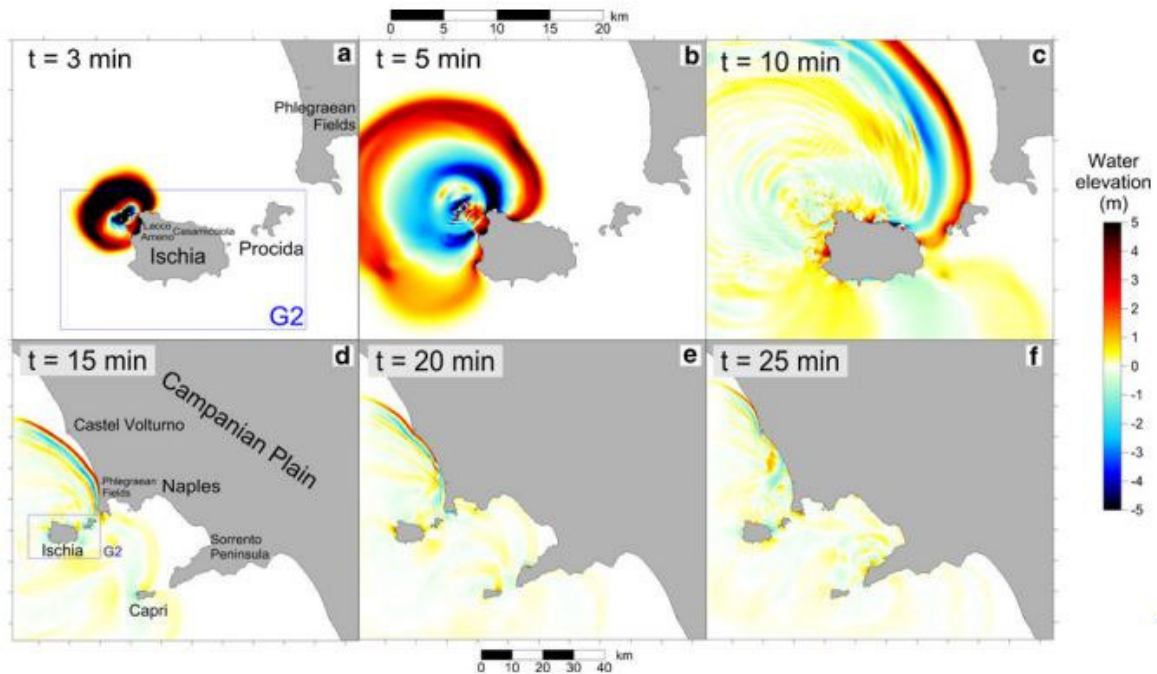 km
0 5 10 15 20
t = 3 min
a
Phlegraean
Fields
Lacco
Ameno
Casamicciola
Ischia
Procida
G2
t = 5 min
b
t = 10 min
c
Water
elevation
(m)
5
4
3
2
1
0
-1
-2
-3
-4
-5
t = 15 min
d
Campanian Plain
Castel Volturno
Phlegraean
Fields
Naples
Ischia
G2
Sorrento
Peninsula
Capri
t = 20 min
e
t = 25 min
f
0 10 20 30 40
km